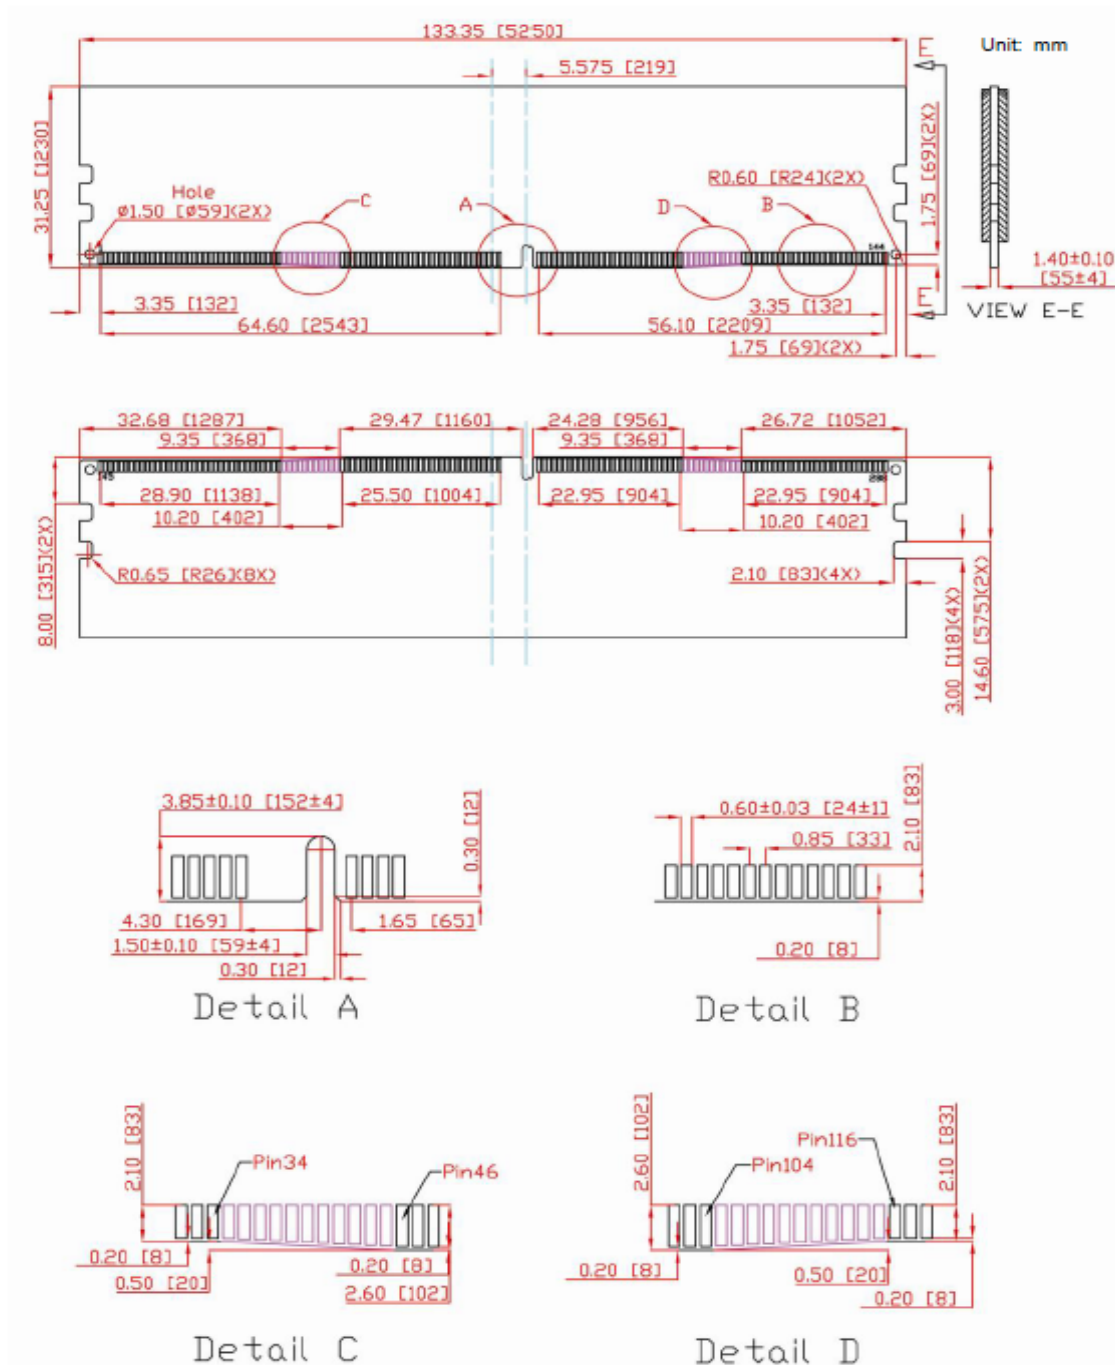 133.35 [5250]
5.575 [219]
E
Unit: mm
31.25 [1230]
Hole
Ø1.50 [Ø59](2X)
C
A
D
B
R0.60 [R24](2X)
1.75 [69](2X)
144
1.40±0.10
[55±4]
E
3.35 [132]
3.35 [132]
VIEW E-E
64.60 [2543]
56.10 [2209]
1.75 [69](2X)
32.68 [1287]
29.47 [1160]
24.28 [956]
26.72 [1052]
9.35 [368]
9.35 [368]
145
288
28.90 [1138]
25.50 [1004]
22.95 [904]
22.95 [904]
10.20 [402]
10.20 [402]
8.00 [315](2X)
R0.65 [R26](8X)
2.10 [83](4X)
3.00 [118](4X)
14.60 [575](2X)
3.85±0.10 [152±4]
0.30 [12]
4.30 [169]
1.65 [65]
1.50±0.10 [59±4]
0.30 [12]
Detail A
0.60±0.03 [24±1]
0.85 [33]
2.10 [83]
0.20 [8]
Detail B
2.10 [83]
Pin34
Pin46
0.20 [8]
0.50 [20]
0.20 [8]
2.60 [102]
Detail C
2.60 [102]
Pin116
Pin104
2.10 [83]
0.20 [8]
0.50 [20]
0.20 [8]
Detail D